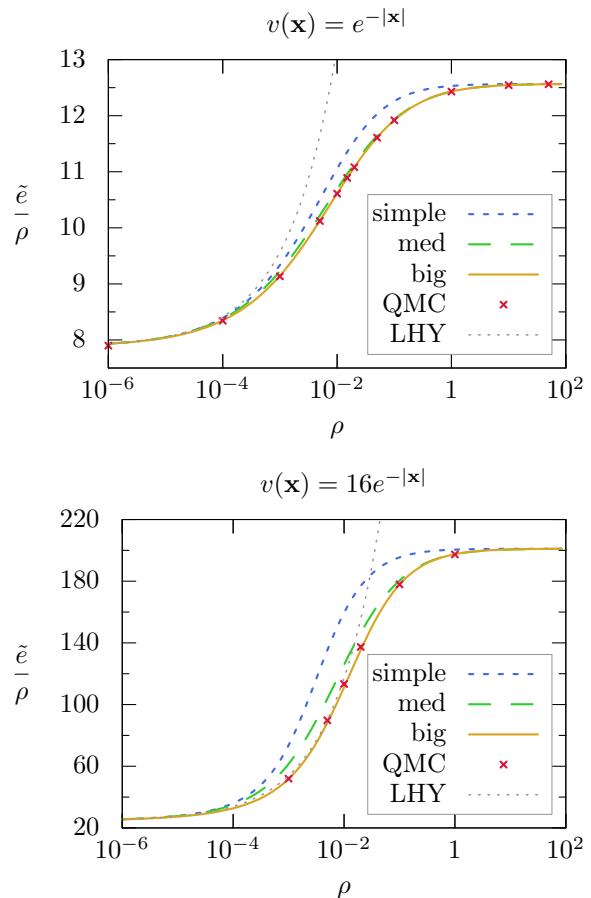 v(𝐱) = e^{−|𝐱|}
13
12
11
10
9
8
ẽ
ρ
simple
med
big
QMC
LHY
10^{−6} 10^{−4} 10^{−2} 1 10^{2}
ρ
v(𝐱) = 16e^{−|𝐱|}
220
180
140
100
60
20
ẽ
ρ
simple
med
big
QMC
LHY
10^{−6} 10^{−4} 10^{−2} 1 10^{2}
ρ